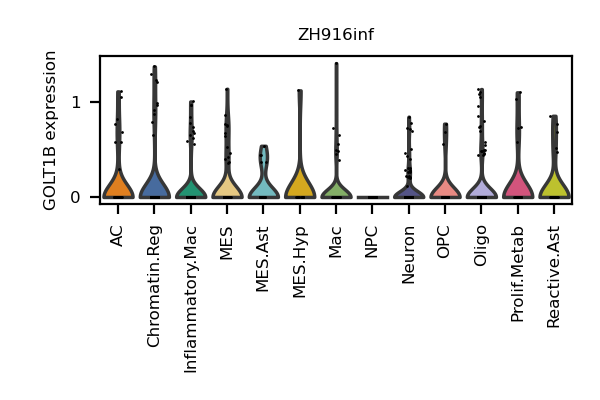 ZH916inf
GOLT1B expression
1
0
AC
Chromatin.Reg
Inflammatory.Mac
MES
MES.Ast
MES.Hyp
Mac
NPC
Neuron
OPC
Oligo
Prolif.Metab
Reactive.Ast